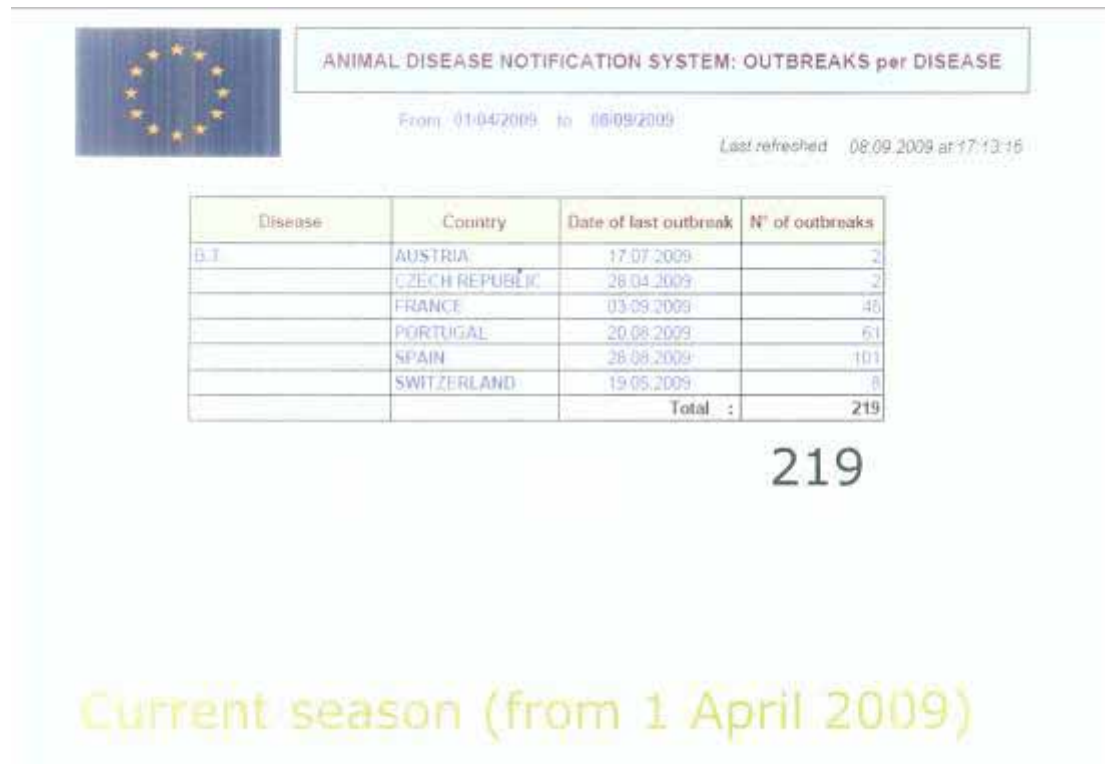 ANIMAL DISEASE NOTIFICATION SYSTEM: OUTBREAKS per DISEASE
From 01/04/2009 to 08/09/2009
Last refreshed 08.09.2009 at 17:13:16
Disease Country Date of last outbreak N° of outbreaks
B.T. AUSTRIA 17.07.2009 2
CZECH REPUBLIC 28.04.2009 2
FRANCE 03.09.2009 45
PORTUGAL 20.08.2009 61
SPAIN 28.08.2009 101
SWITZERLAND 19.05.2009 8
Total : 219
219
Current season (from 1 April 2009)